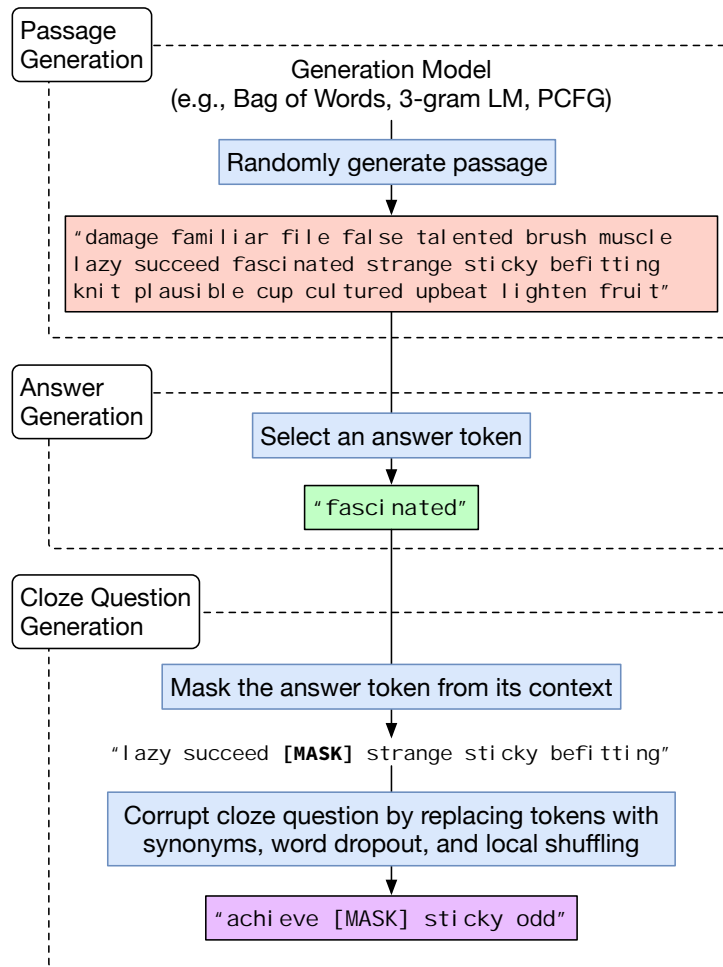 Passage
Generation
Generation Model
(e.g., Bag of Words, 3-gram LM, PCFG)
Randomly generate passage
“damage familiar file false talented brush muscle
lazy succeed fascinated strange sticky befitting
knit plausible cup cultured upbeat lighten fruit”
Answer
Generation
Select an answer token
“fascinated”
Cloze Question
Generation
Mask the answer token from its context
“lazy succeed [MASK] strange sticky befitting”
Corrupt cloze question by replacing tokens with
synonyms, word dropout, and local shuffling
“achieve [MASK] sticky odd”